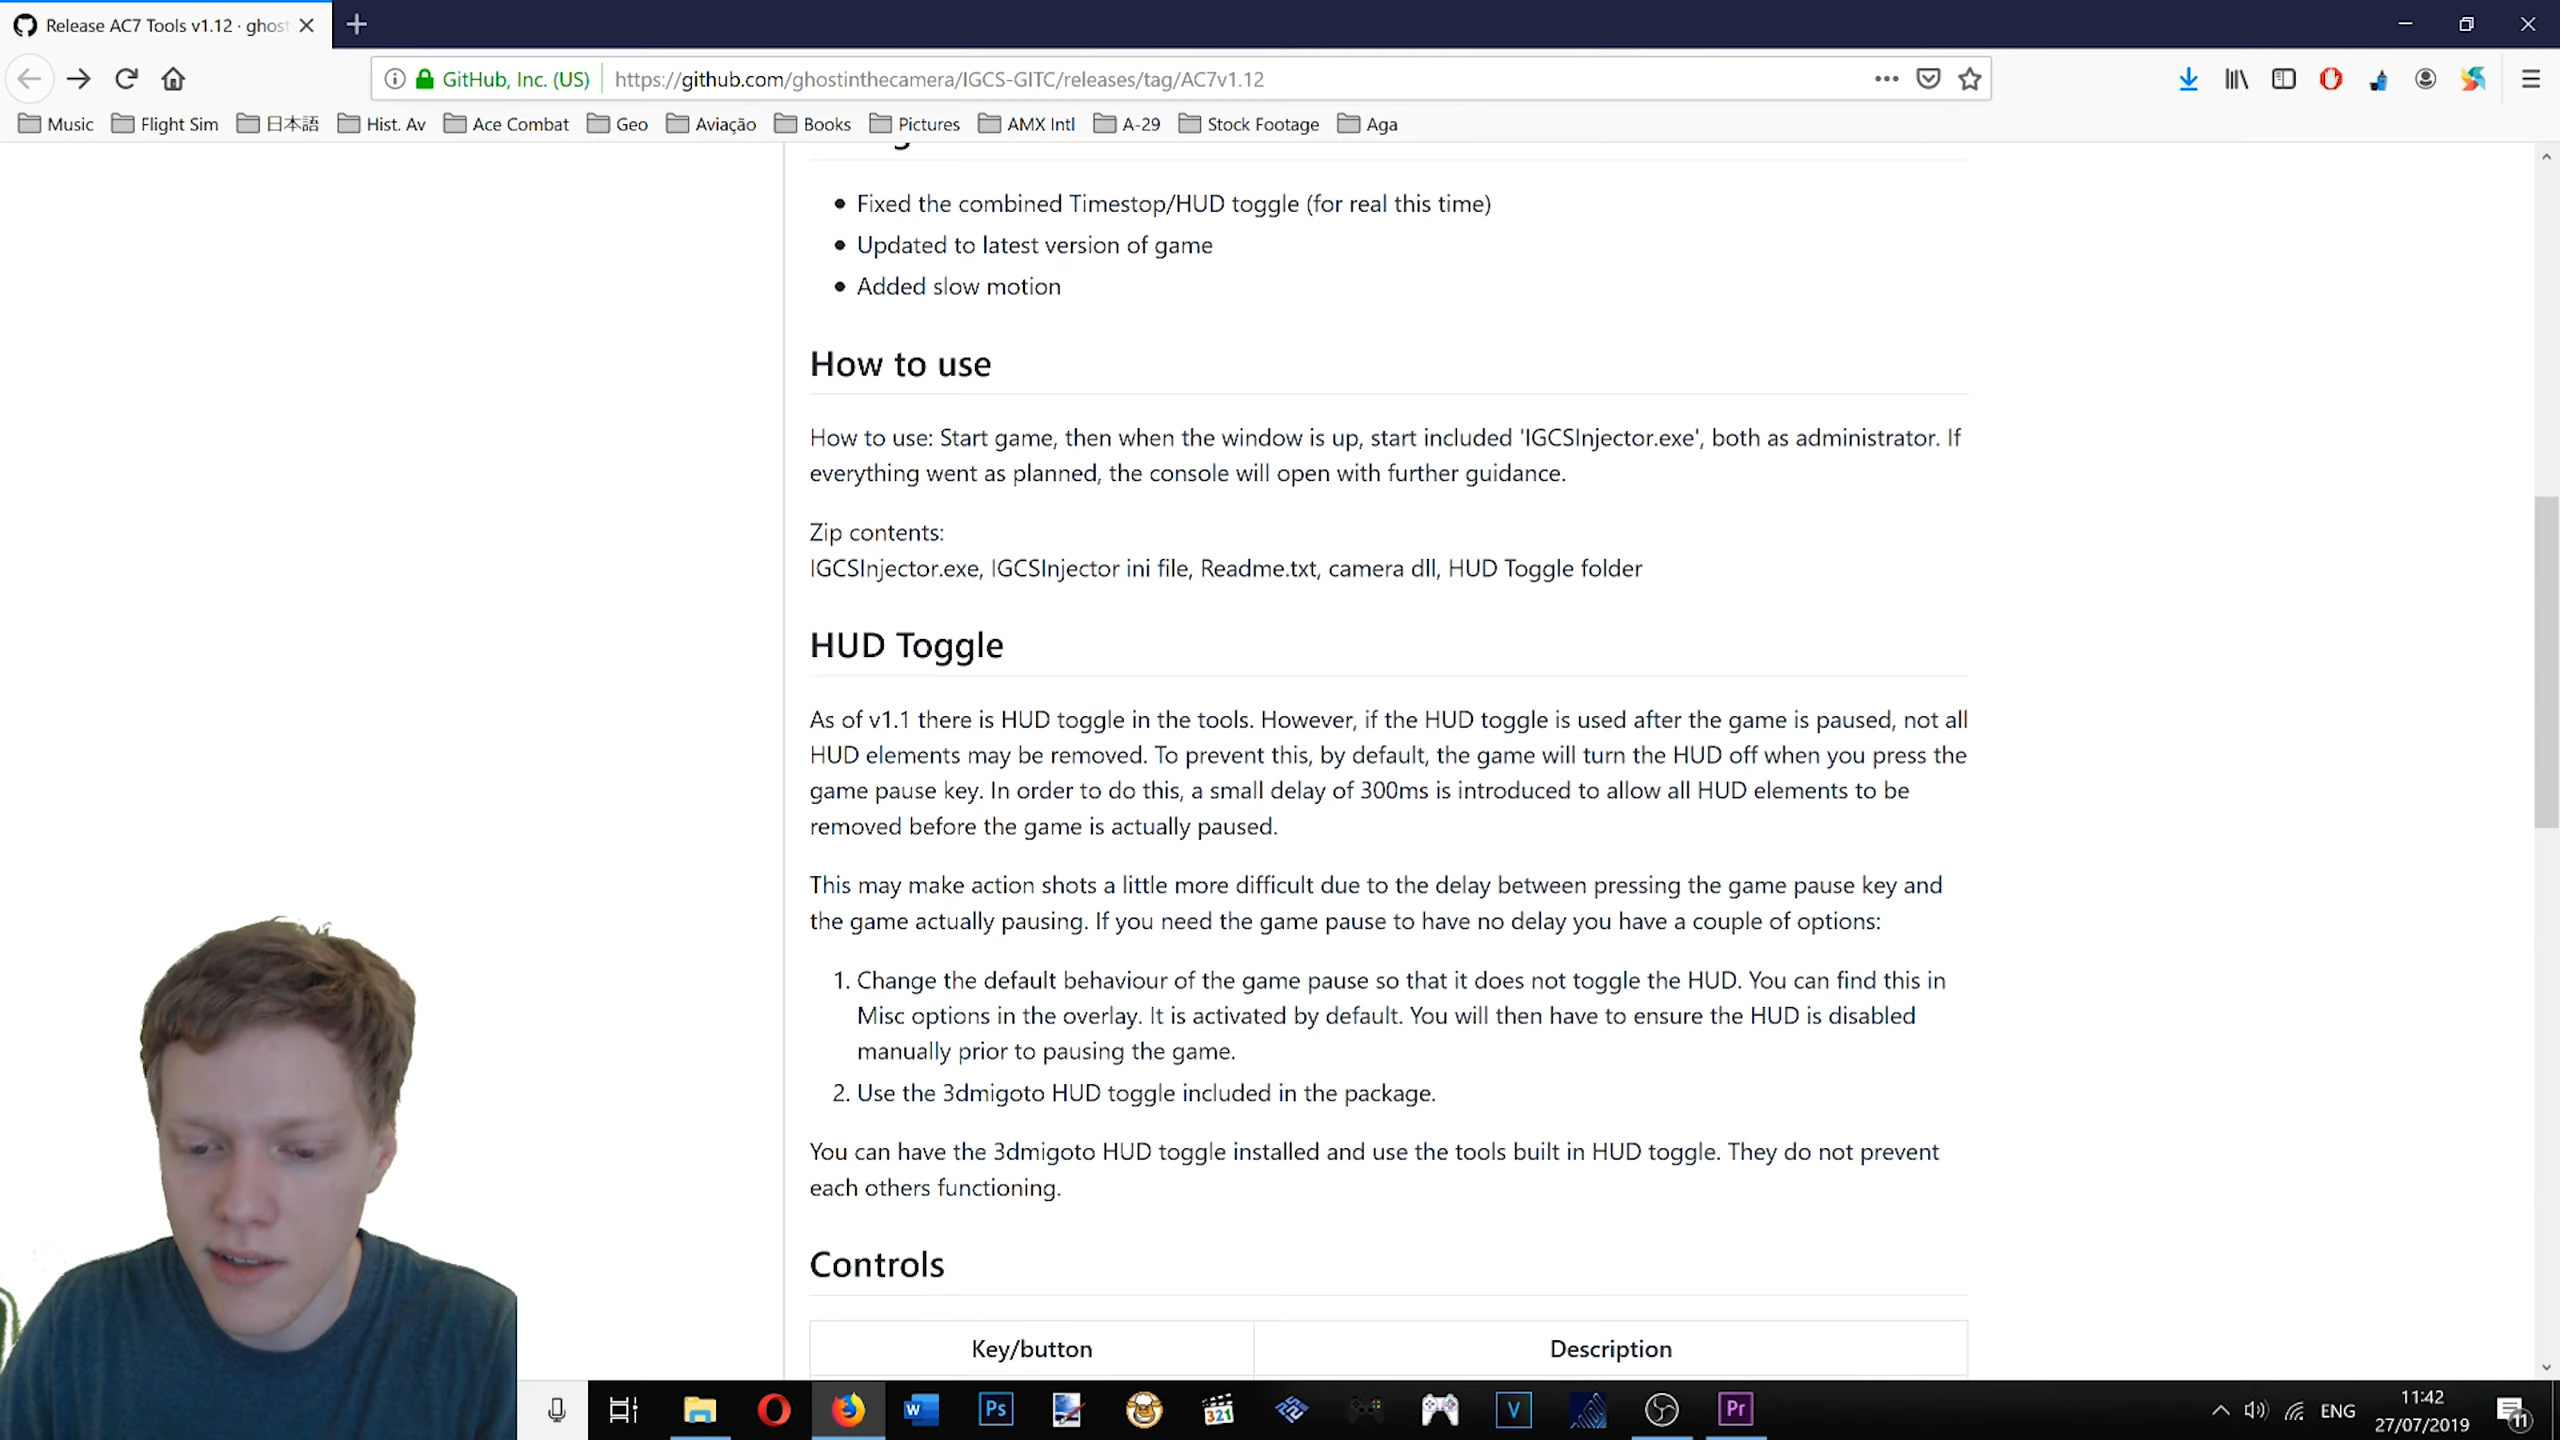 Release AC7 Tools v1.12 · ghost
GitHub, Inc. (US)
https://github.com/ghostinthecamera/IGCS-GITC/releases/tag/AC7v1.12
Music
Flight Sim
日本語
Hist. Av
Ace Combat
Geo
Aviação
Books
Pictures
AMX Intl
A-29
Stock Footage
Aga
Fixed the combined Timestop/HUD toggle (for real this time)
Updated to latest version of game
Added slow motion
How to use
How to use: Start game, then when the window is up, start included 'IGCSInjector.exe', both as administrator. If
everything went as planned, the console will open with further guidance.
Zip contents:
IGCSInjector.exe, IGCSInjector ini file, Readme.txt, camera dll, HUD Toggle folder
HUD Toggle
As of v1.1 there is HUD toggle in the tools. However, if the HUD toggle is used after the game is paused, not all
HUD elements may be removed. To prevent this, by default, the game will turn the HUD off when you press the
game pause key. In order to do this, a small delay of 300ms is introduced to allow all HUD elements to be
removed before the game is actually paused.
This may make action shots a little more difficult due to the delay between pressing the game pause key and
the game actually pausing. If you need the game pause to have no delay you have a couple of options:
1. Change the default behaviour of the game pause so that it does not toggle the HUD. You can find this in
Misc options in the overlay. It is activated by default. You will then have to ensure the HUD is disabled
manually prior to pausing the game.
2. Use the 3dmigoto HUD toggle included in the package.
You can have the 3dmigoto HUD toggle installed and use the tools built in HUD toggle. They do not prevent
each others functioning.
Controls
Key/button
Description
W
Ps
321
V
Pr
ENG
11:42
27/07/2019
11